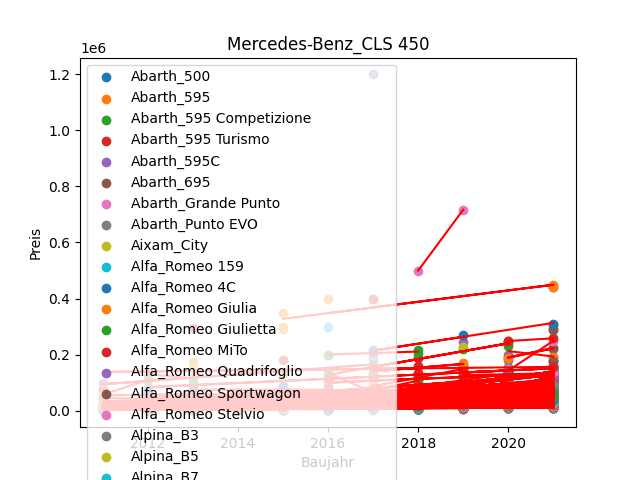 Mercedes-Benz_CLS 450
1e6
1.2
1.0
0.8
0.6
0.4
0.2
0.0
Preis
Abarth_500
Abarth_595
Abarth_595 Competizione
Abarth_595 Turismo
Abarth_595C
Abarth_695
Abarth_Grande Punto
Abarth_Punto EVO
Aixam_City
Alfa_Romeo 159
Alfa_Romeo 4C
Alfa_Romeo Giulia
Alfa_Romeo Giulietta
Alfa_Romeo MiTo
Alfa_Romeo Quadrifoglio
Alfa_Romeo Sportwagon
Alfa_Romeo Stelvio
Alpina_B3
Alpina_B5
Alpina_B7
2012 2014 2016 2018 2020
Baujahr